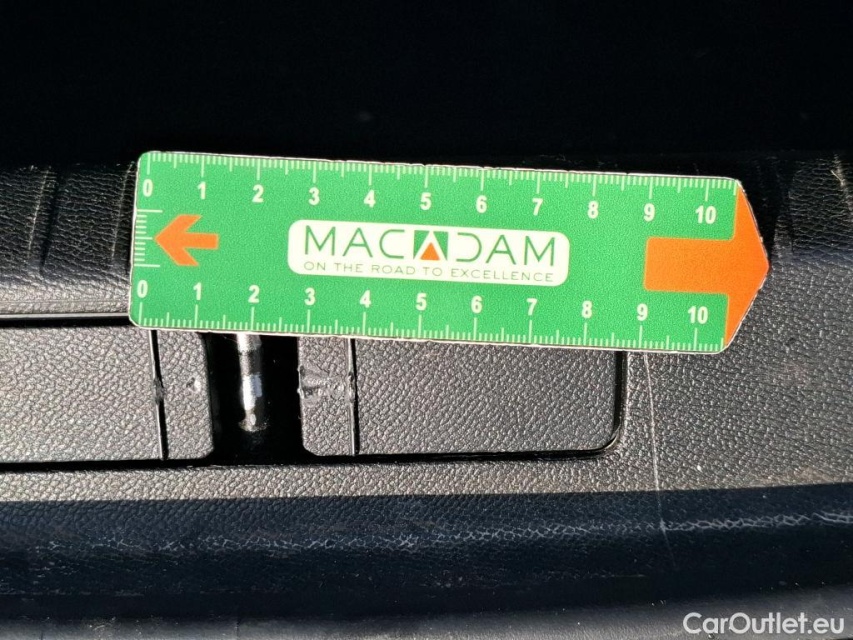 0 1 2 3 4 5 6 7 8 9 10
MACADAM
ON THE ROAD TO EXCELLENCE
0 1 2 3 4 5 6 7 8 9 10
CarOutlet.eu